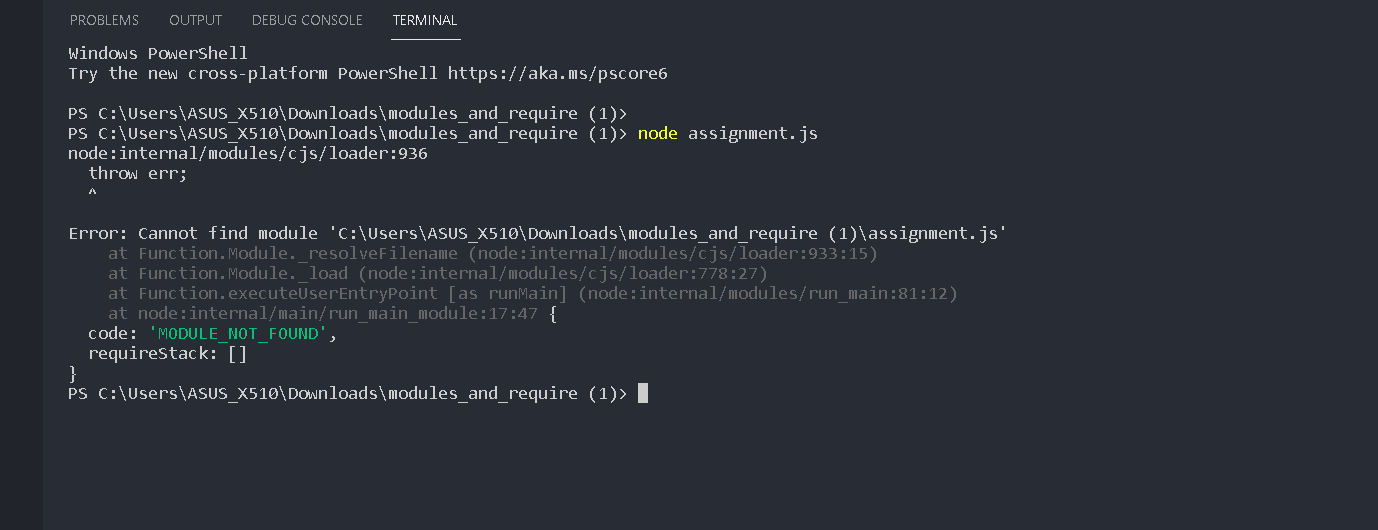 PROBLEMS OUTPUT DEBUG CONSOLE TERMINAL
Windows PowerShell
Try the new cross-platform PowerShell https://aka.ms/pscore6
PS C:\Users\ASUS_X510\Downloads\modules_and_require (1)>
PS C:\Users\ASUS_X510\Downloads\modules_and_require (1)> node assignment.js
node:internal/modules/cjs/loader:936
  throw err;
  ^
Error: Cannot find module 'C:\Users\ASUS_X510\Downloads\modules_and_require (1)\assignment.js'
    at Function.Module._resolveFilename (node:internal/modules/cjs/loader:933:15)
    at Function.Module._load (node:internal/modules/cjs/loader:778:27)
    at Function.executeUserEntryPoint [as runMain] (node:internal/modules/run_main:81:12)
    at node:internal/main/run_main_module:17:47 {
  code: 'MODULE_NOT_FOUND',
  requireStack: []
}
PS C:\Users\ASUS_X510\Downloads\modules_and_require (1)>